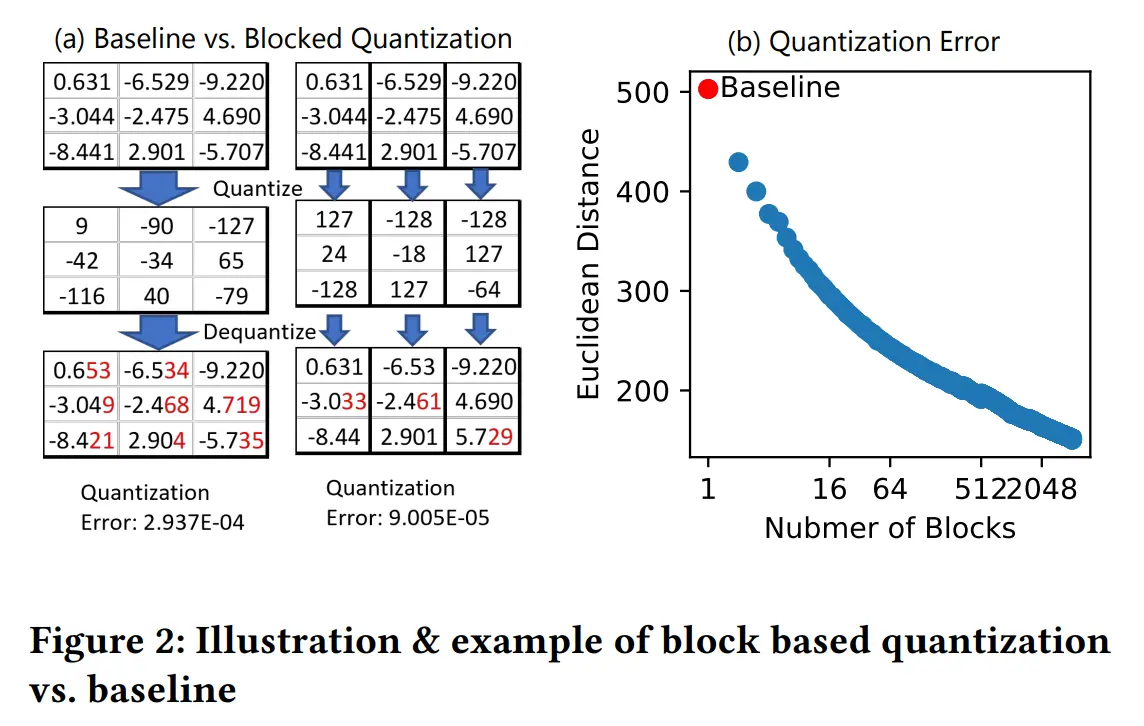 (a) Baseline vs. Blocked Quantization
0.631 -6.529 -9.220
-3.044 -2.475 4.690
-8.441 2.901 -5.707
0.631 -6.529 -9.220
-3.044 -2.475 4.690
-8.441 2.901 -5.707
Quantize
9 -90 -127
-42 -34 65
-116 40 -79
127 -128 -128
24 -18 127
-128 127 -64
Dequantize
0.653 -6.534 -9.220
-3.049 -2.468 4.719
-8.421 2.904 -5.735
0.631 -6.53 -9.220
-3.033 -2.461 4.690
-8.44 2.901 5.729
Quantization
Error: 2.937E-04
Quantization
Error: 9.005E-05
(b) Quantization Error
Baseline
500
400
300
200
Euclidean Distance
1 16 64 512 2048
Nubmer of Blocks
Figure 2: Illustration & example of block based quantization
vs. baseline